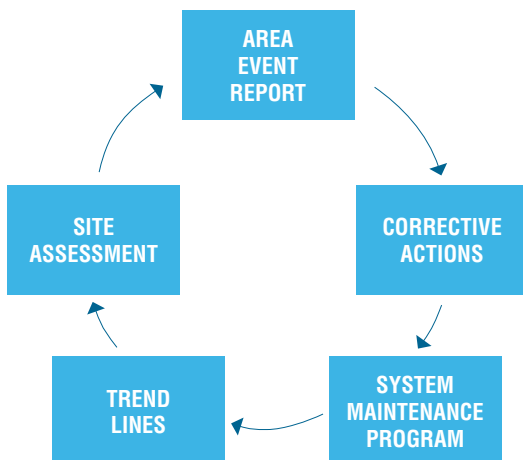 AREA
EVENT
REPORT
CORRECTIVE
ACTIONS
SYSTEM
MAINTENANCE
PROGRAM
TREND
LINES
SITE
ASSESSMENT